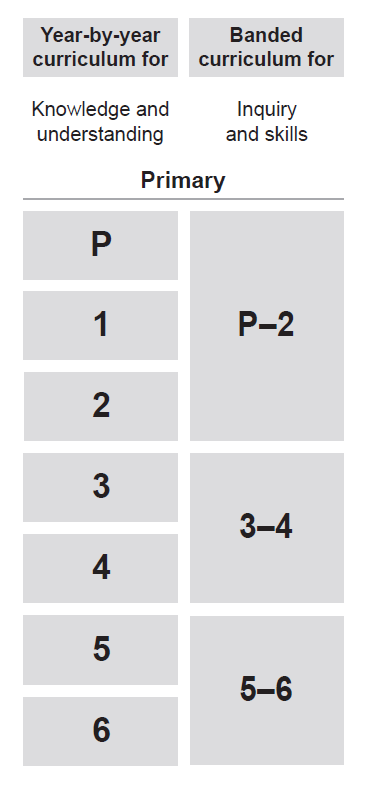 Year-by-year
curriculum for
Banded
curriculum for
Knowledge and
understanding
Inquiry
and skills
Primary
P
1
2
P–2
3
4
3–4
5
6
5–6